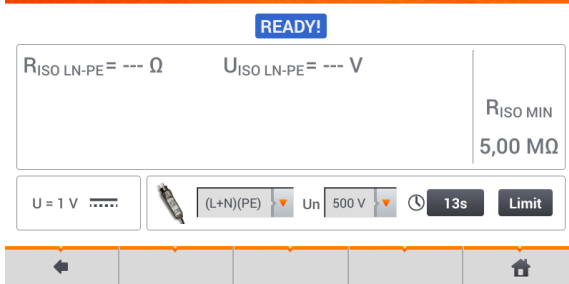 READY!
RISO LN-PE= --- Ω UISO LN-PE= --- V
RISO MIN
5,00 MΩ
U = 1 V (L+N)(PE) Un 500 V 13s Limit